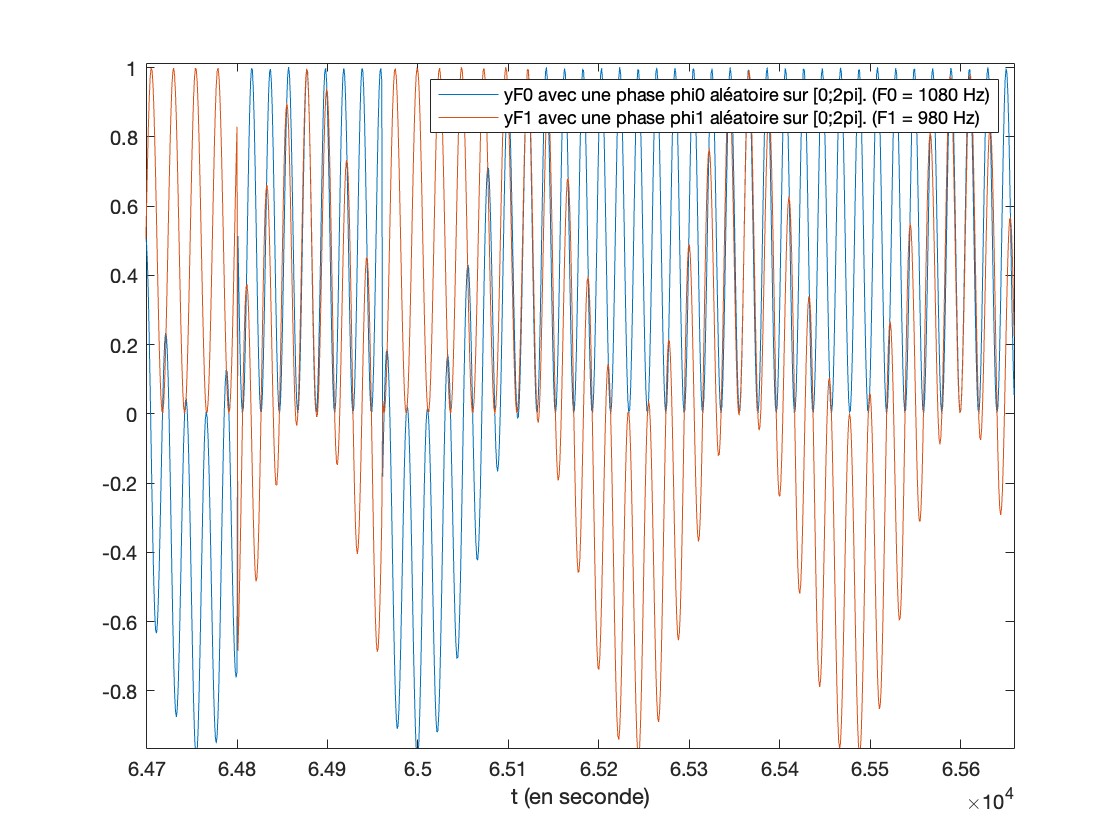 yF0 avec une phase phi0 aléatoire sur [0;2pi]. (F0 = 1080 Hz)
yF1 avec une phase phi1 aléatoire sur [0;2pi]. (F1 = 980 Hz)
1
0.8
0.6
0.4
0.2
0
-0.2
-0.4
-0.6
-0.8
6.47 6.48 6.49 6.5 6.51 6.52 6.53 6.54 6.55 6.56
t (en seconde)
×10⁴